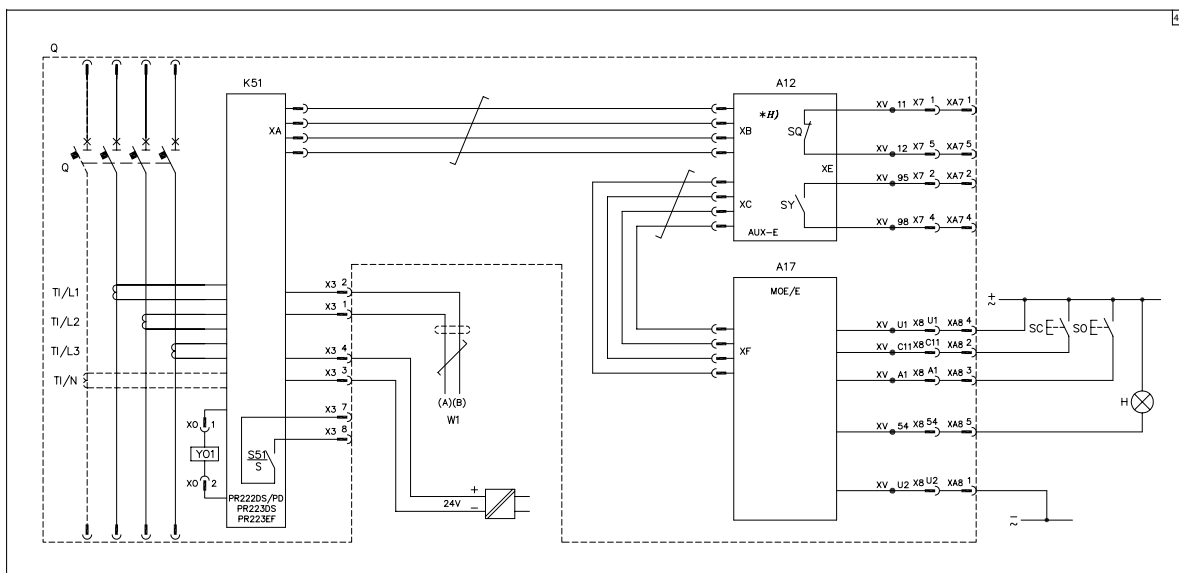 4
Q
K51
A12
XA
XB
*H)
SQ
XE
XV 11 X7 1 XA7 1
XV 12 X7 5 XA7 5
XV 95 X7 2 XA7 2
XV 98 X7 4 XA7 4
Q
XC
SY
AUX-E
A17
MOE/E
TI/L1
TI/L2
TI/L3
TI/N
X3 2
X3 1
X3 4
X3 3
X3 7
X3 8
(A)(B)
W1
XF
XV U1 X8 U1 XA8 4
XV C11 X8 C11 XA8 2
XV A1 X8 A1 XA8 3
XV 54 X8 54 XA8 5
XV U2 X8 U2 XA8 1
+
~
SC
SO
H
–
~
XO 1
YO1
XO 2
S51
S
PR222DS/PD
PR223DS
PR223EF
+
24V
–